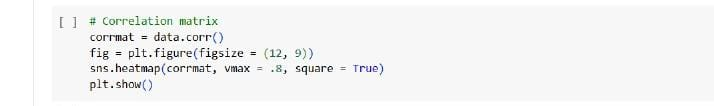 [ ] # Correlation matrix
corrmat = data.corr()
fig = plt.figure(figsize = (12, 9))
sns.heatmap(corrmat, vmax = .8, square = True)
plt.show()